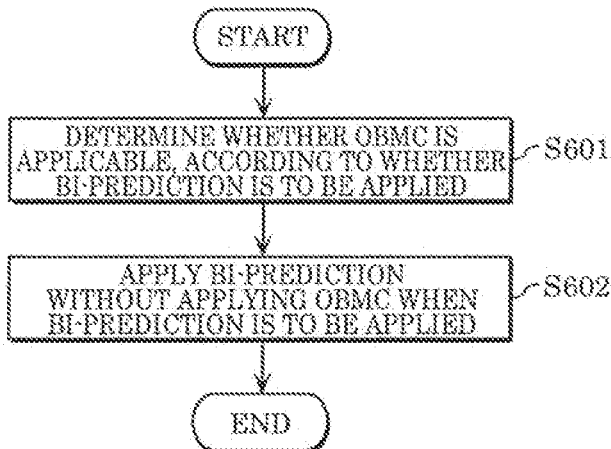 START
DETERMINE WHETHER OBMC IS
APPLICABLE, ACCORDING TO WHETHER
BI-PREDICTION IS TO BE APPLIED
S601
APPLY BI-PREDICTION
WITHOUT APPLYING OBMC WHEN
BI-PREDICTION IS TO BE APPLIED
S602
END